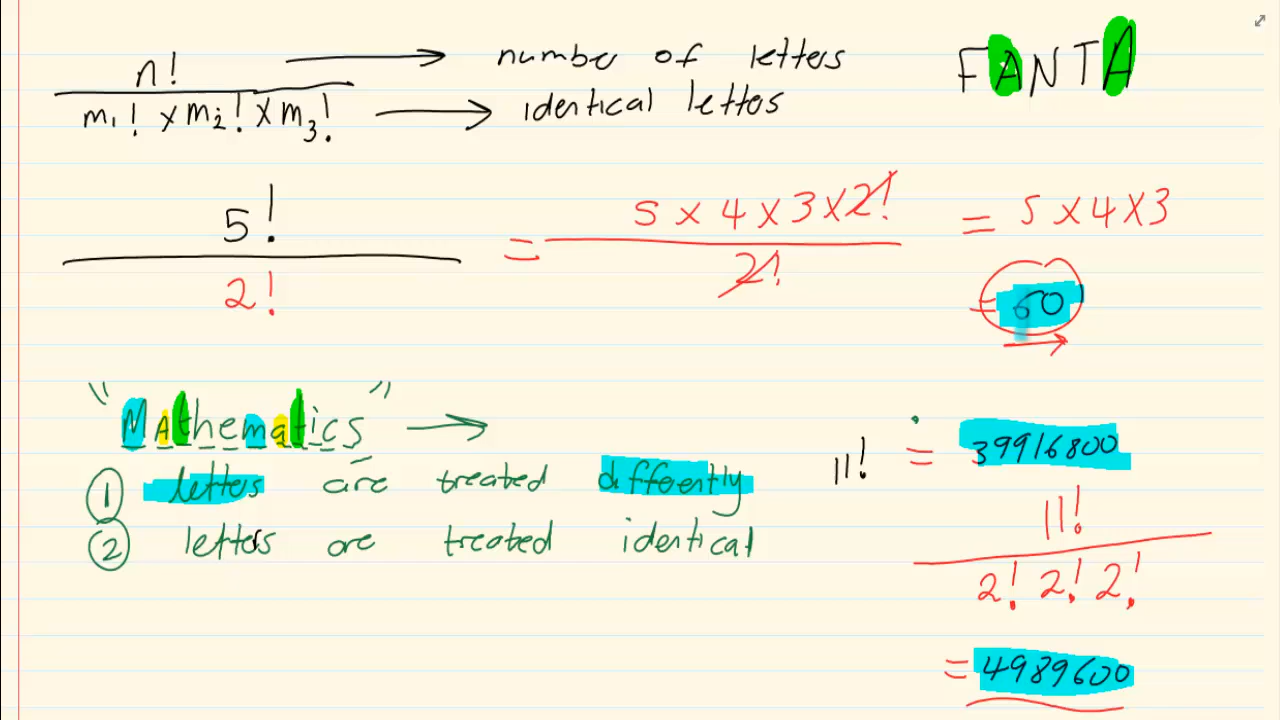 n! → number of letters
m₁! × m₂! × m₃! → identical letters
FANTA
5!
2!
= 5 × 4 × 3 × 2!
2!
= 5 × 4 × 3
= 60
"Mathematics" →
① letters are treated differently
② letters are treated identical
11! = 39916800
11!
2! 2! 2!
= 4989600